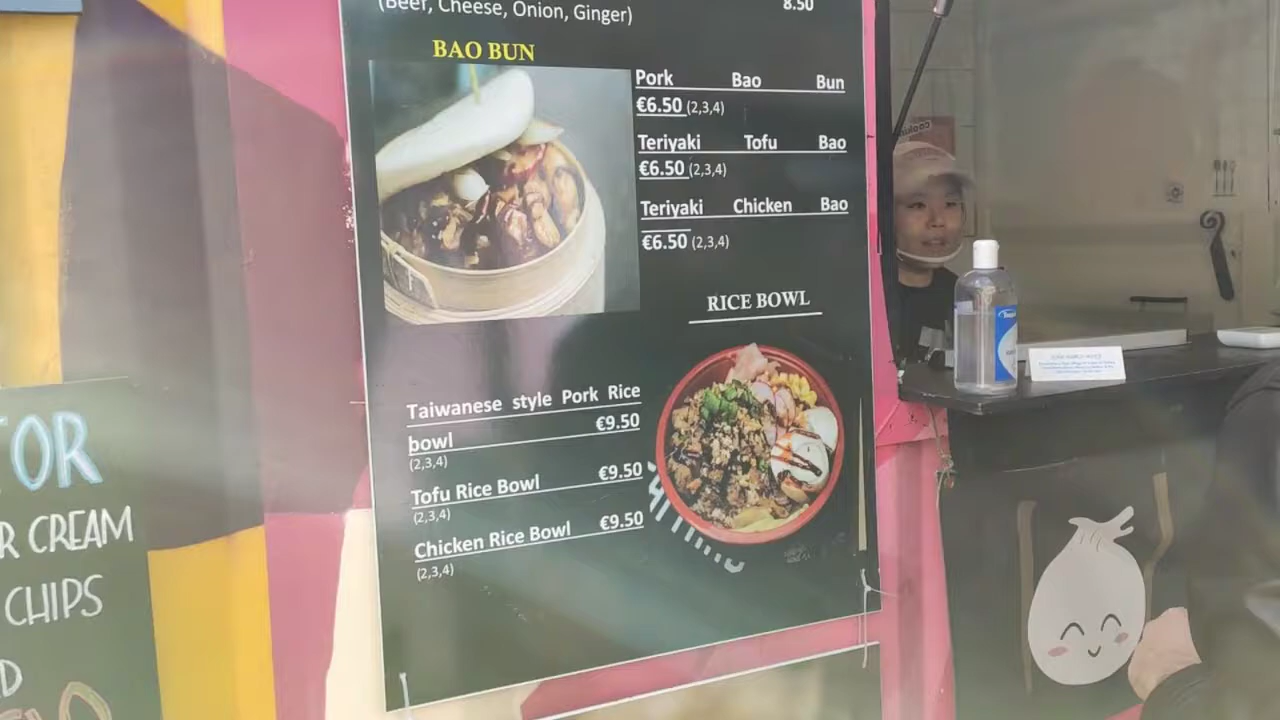 (Beef, Cheese, Onion, Ginger)
8.50
BAO BUN
Pork Bao Bun
€6.50 (2,3,4)
Teriyaki Tofu Bao
€6.50 (2,3,4)
Teriyaki Chicken Bao
€6.50 (2,3,4)
RICE BOWL
Taiwanese style Pork Rice
bowl €9.50
(2,3,4)
Tofu Rice Bowl €9.50
(2,3,4)
Chicken Rice Bowl €9.50
(2,3,4)
TOR
R CREAM
CHIPS
D